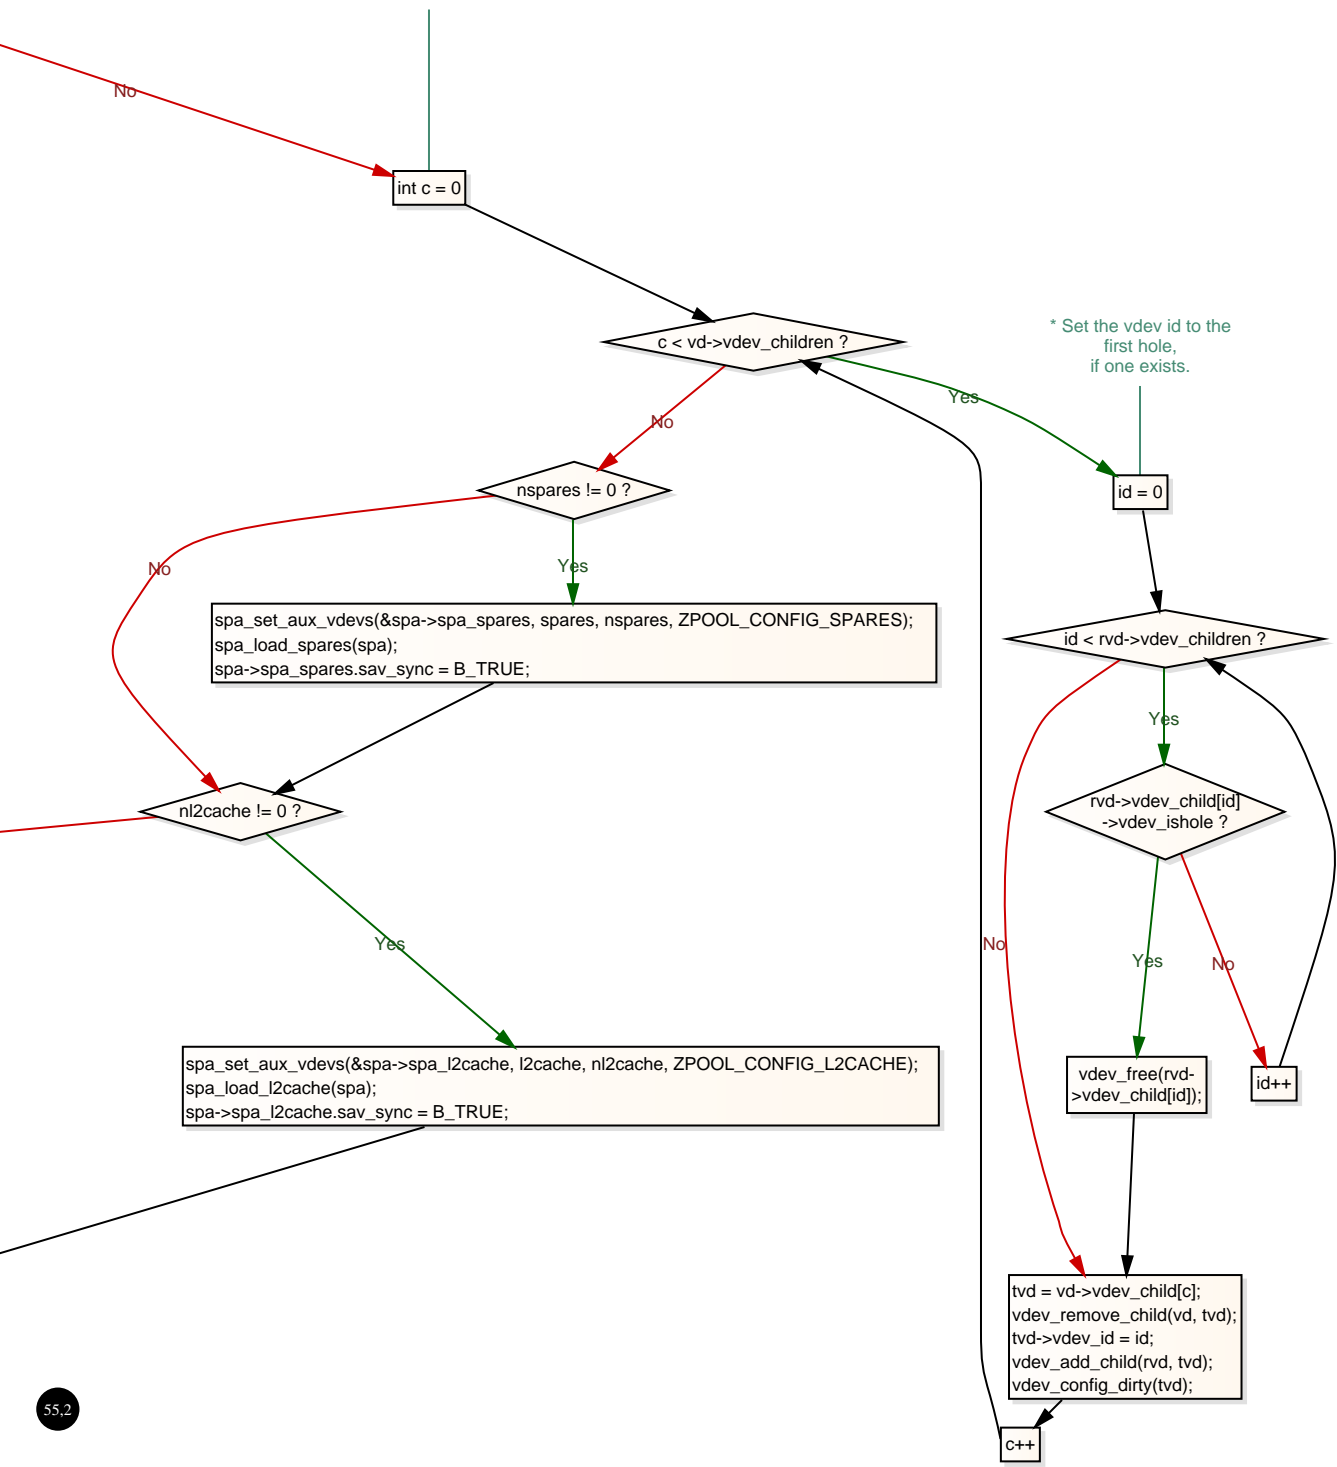 No
int c = 0
c < vd->vdev_children ?
* Set the vdev id to the
first hole,
if one exists.
Yes
No
nspares != 0 ?
id = 0
No
Yes
spa_set_aux_vdevs(&spa->spa_spares, spares, nspares, ZPOOL_CONFIG_SPARES);
spa_load_spares(spa);
spa->spa_spares.sav_sync = B_TRUE;
id < rvd->vdev_children ?
Yes
nl2cache != 0 ?
rvd->vdev_child[id]
->vdev_ishole ?
Yes
No
Yes
No
spa_set_aux_vdevs(&spa->spa_l2cache, l2cache, nl2cache, ZPOOL_CONFIG_L2CACHE);
spa_load_l2cache(spa);
spa->spa_l2cache.sav_sync = B_TRUE;
vdev_free(rvd-
>vdev_child[id]);
id++
tvd = vd->vdev_child[c];
vdev_remove_child(vd, tvd);
tvd->vdev_id = id;
vdev_add_child(rvd, tvd);
vdev_config_dirty(tvd);
55,2
c++